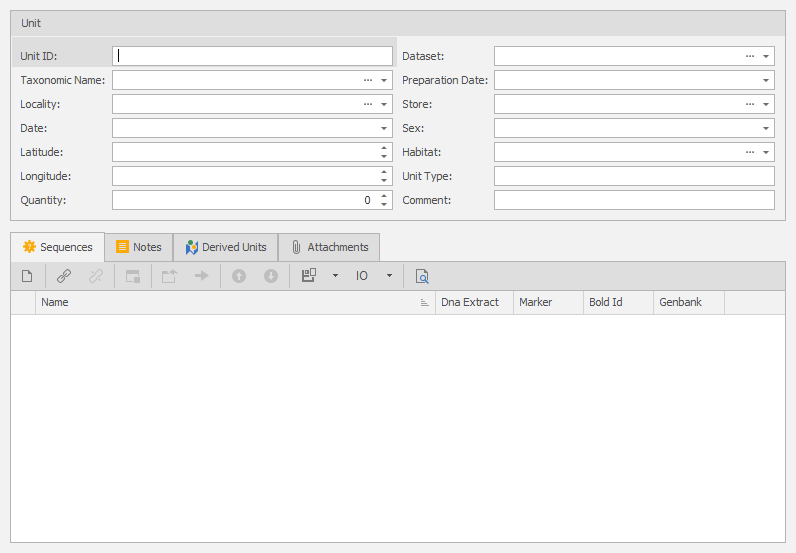 Unit
Unit ID:
Dataset:
Taxonomic Name:
Preparation Date:
Locality:
Store:
Date:
Sex:
Latitude:
Habitat:
Longitude:
Unit Type:
Quantity: 0
Comment:
Sequences Notes Derived Units Attachments
IO
Name Dna Extract Marker Bold Id Genbank